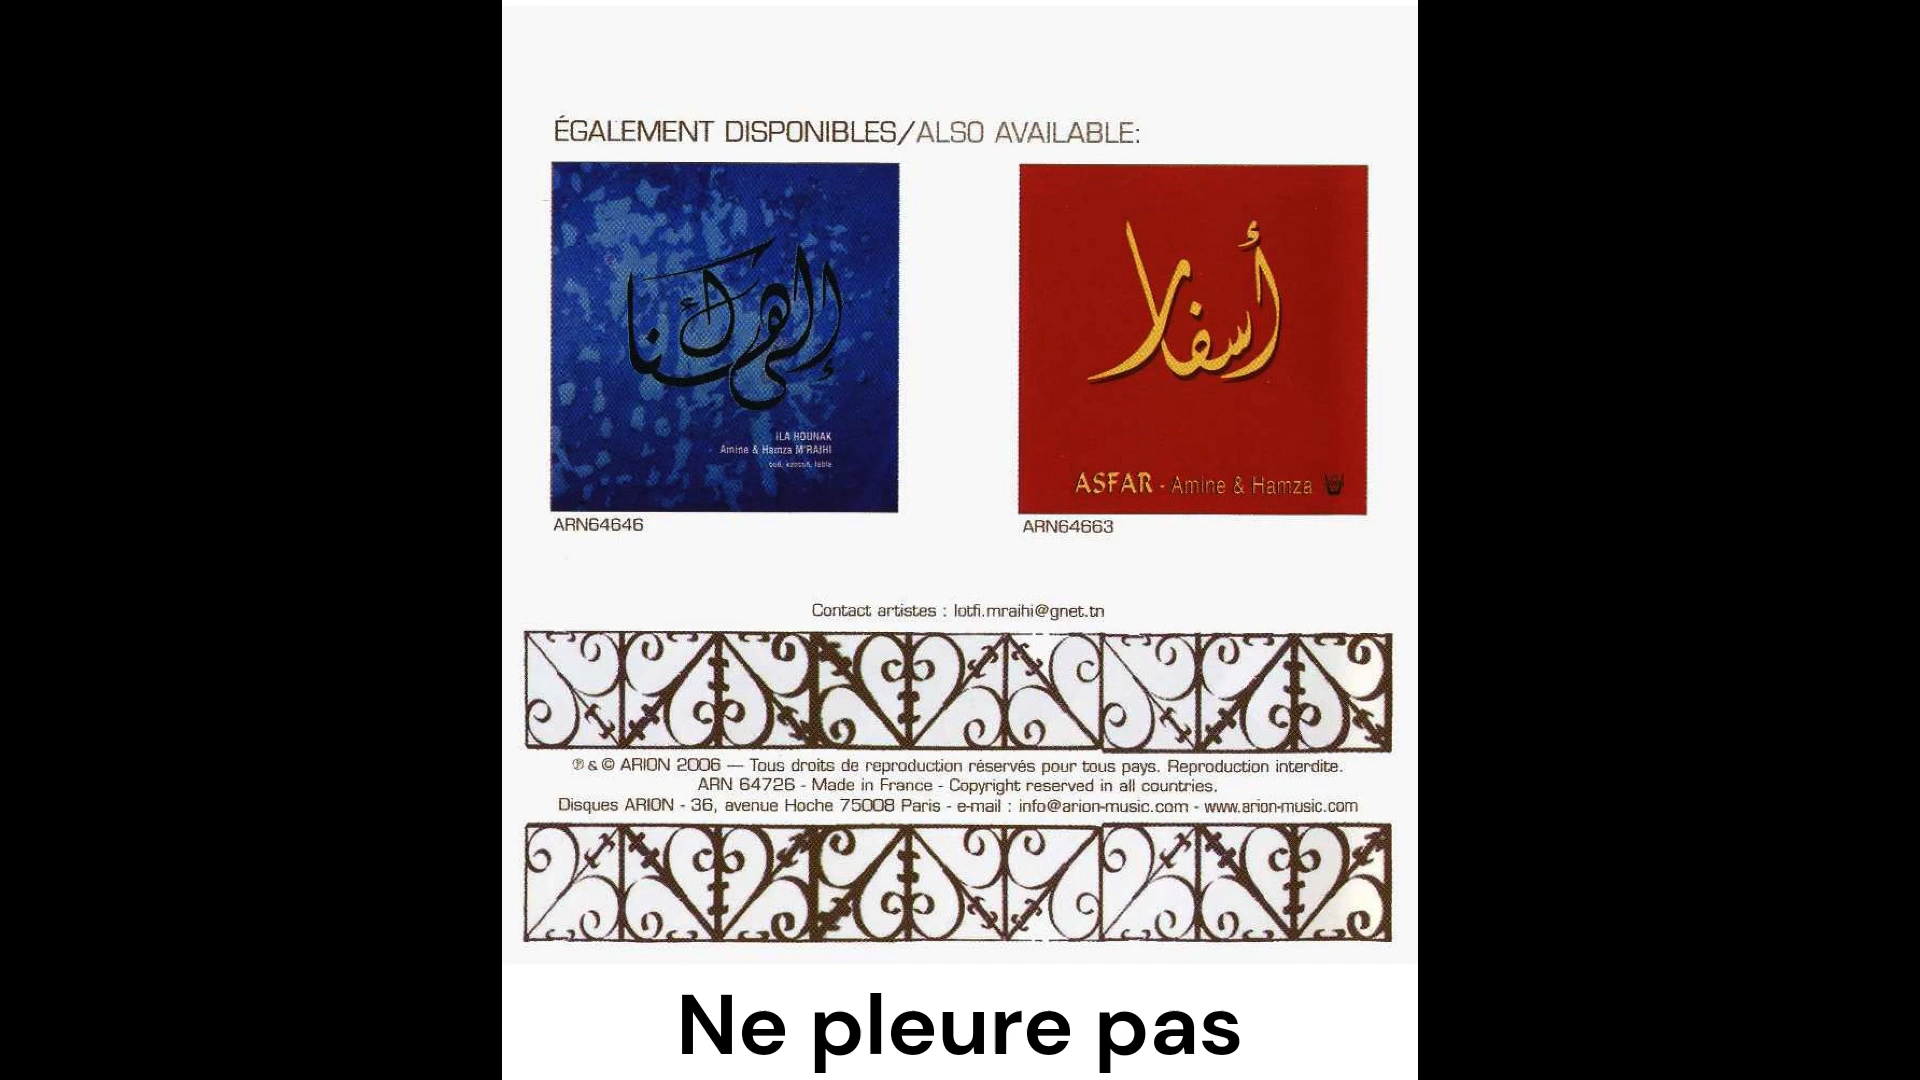 ÉGALEMENT DISPONIBLES/ALSO AVAILABLE:
إلى هناك
ILA HOUNAK
Amine & Hamza M'RAIHI
oud, kanoun, tabla
ARN64646
أسفار
ASFAR - Amine & Hamza
ARN64663
Contact artistes : lotfi.mraihi@gnet.tn
℗ & © ARION 2006 — Tous droits de reproduction réservés pour tous pays. Reproduction interdite.
ARN 64726 - Made in France - Copyright reserved in all countries.
Disques ARION - 36, avenue Hoche 75008 Paris - e-mail : info@arion-music.com - www.arion-music.com
Ne pleure pas